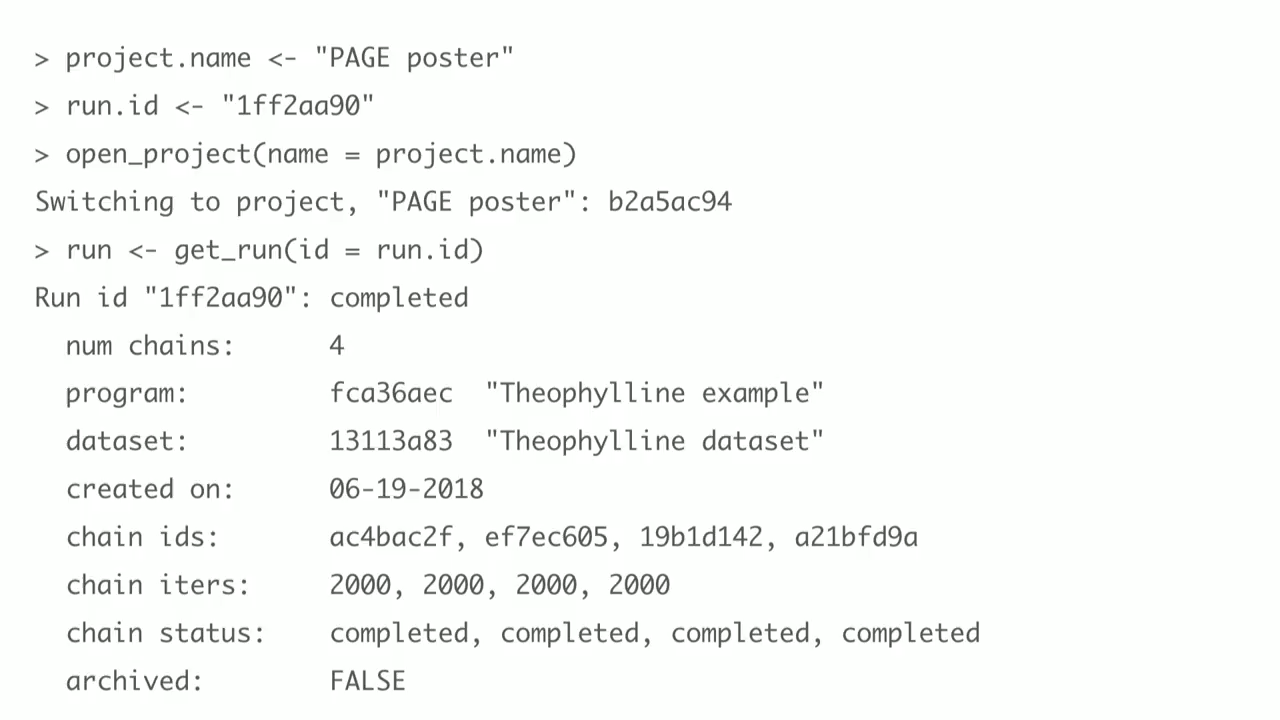 > project.name <- "PAGE poster"
> run.id <- "1ff2aa90"
> open_project(name = project.name)
Switching to project, "PAGE poster": b2a5ac94
> run <- get_run(id = run.id)
Run id "1ff2aa90": completed
  num chains:      4
  program:         fca36aec  "Theophylline example"
  dataset:         13113a83  "Theophylline dataset"
  created on:      06-19-2018
  chain ids:       ac4bac2f, ef7ec605, 19b1d142, a21bfd9a
  chain iters:     2000, 2000, 2000, 2000
  chain status:    completed, completed, completed, completed
  archived:        FALSE